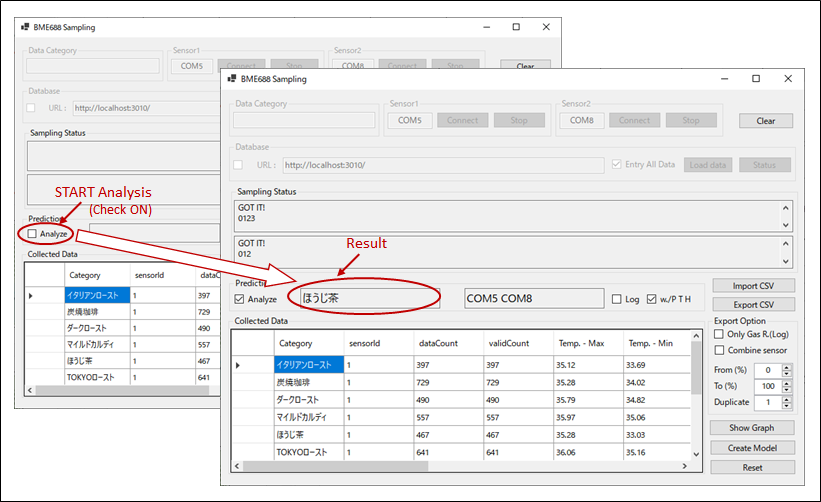 BME688 Sampling
Data Category
Sensor1
COM5 Connect Stop
Sensor2
COM8 Connect Stop
Clear
Database
URL : http://localhost:3010/
Sampling Status
START Analysis
(Check ON)
Prediction
Analyze
Collected Data
Category sensorId dataC
イタリアンロースト 1 397
炭焼珈琲 1 729
ダークロースト 1 490
マイルドカルディ 1 557
ほうじ茶 1 467
TOKYOロースト 1 641
BME688 Sampling
Data Category
Sensor1
COM5 Connect Stop
Sensor2
COM8 Connect Stop
Clear
Database
URL : http://localhost:3010/ Entry All Data Load data Status
Sampling Status
GOT IT!
0123
GOT IT!
012
Result
Analyze ほうじ茶 COM5 COM8 Log w./P T H
Import CSV
Export CSV
Collected Data
Category sensorId dataCount validCount Temp. - Max Temp. - Min
イタリアンロースト 1 397 397 35.12 33.69
炭焼珈琲 1 729 729 35.28 34.02
ダークロースト 1 490 490 35.79 34.82
マイルドカルディ 1 557 557 35.97 35.06
ほうじ茶 1 467 467 35.28 33.03
TOKYOロースト 1 641 641 36.06 35.16
Export Option
Only Gas R.(Log)
Combine sensor
From (%) 0
To (%) 100
Duplicate 1
Show Graph
Create Model
Reset